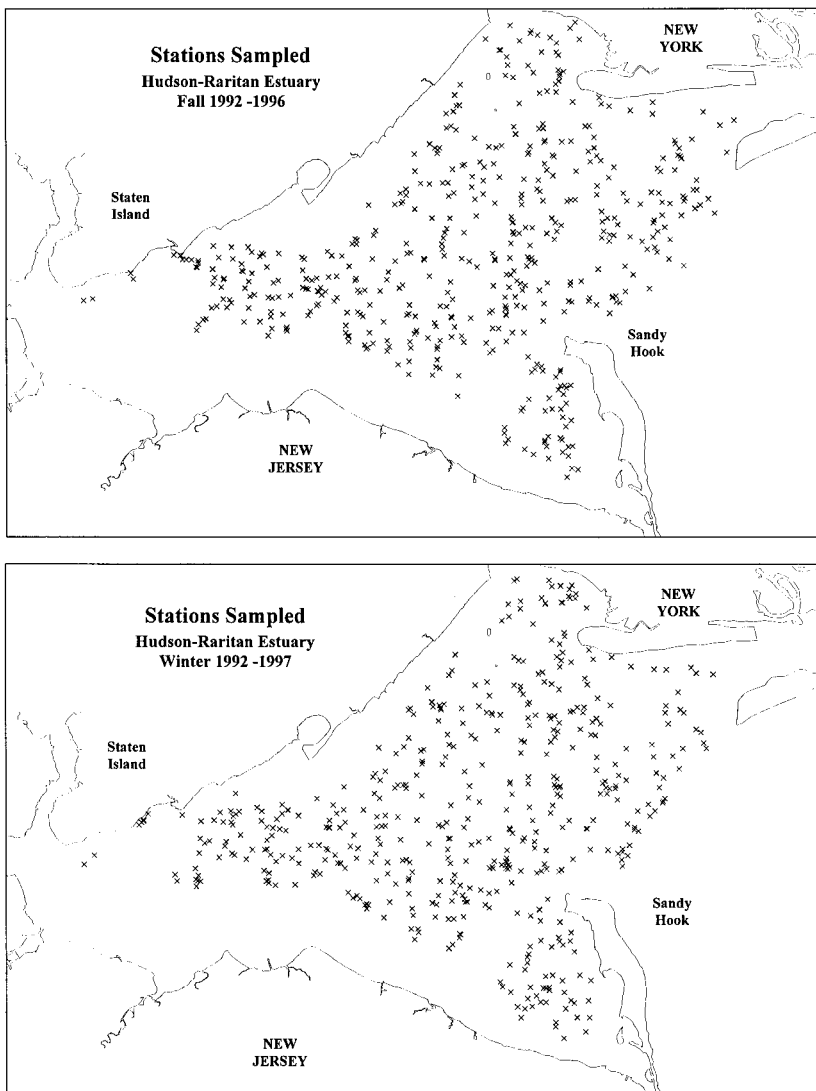 Stations Sampled
Hudson-Raritan Estuary
Fall 1992 -1996
NEW
YORK
Staten
Island
Sandy
Hook
NEW
JERSEY
Stations Sampled
Hudson-Raritan Estuary
Winter 1992 -1997
NEW
YORK
Staten
Island
Sandy
Hook
NEW
JERSEY